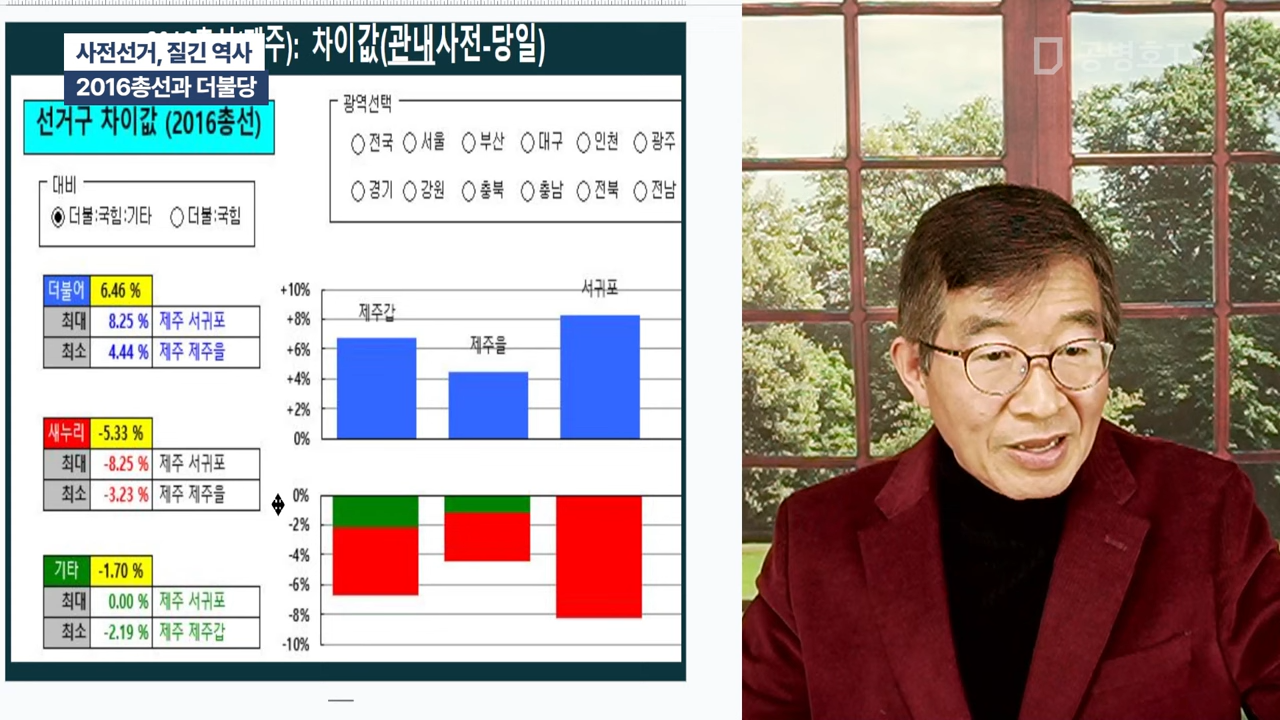 제주): 차이값(관내사전-당일)
사전선거, 질긴 역사
2016총선과 더불당
선거구 차이값 (2016총선)
광역선택
전국 서울 부산 대구 인천 광주
경기 강원 충북 충남 전북 전남
대비
더불:국힘:기타 더불:국힘
더불어 6.46 %
최대 8.25 % 제주 서귀포
최소 4.44 % 제주 제주을
새누리 -5.33 %
최대 -8.25 % 제주 서귀포
최소 -3.23 % 제주 제주을
기타 -1.70 %
최대 0.00 % 제주 서귀포
최소 -2.19 % 제주 제주갑
+10%
+8%
+6%
+4%
+2%
0%
제주갑
제주을
서귀포
0%
-2%
-4%
-6%
-8%
-10%
공병호TV